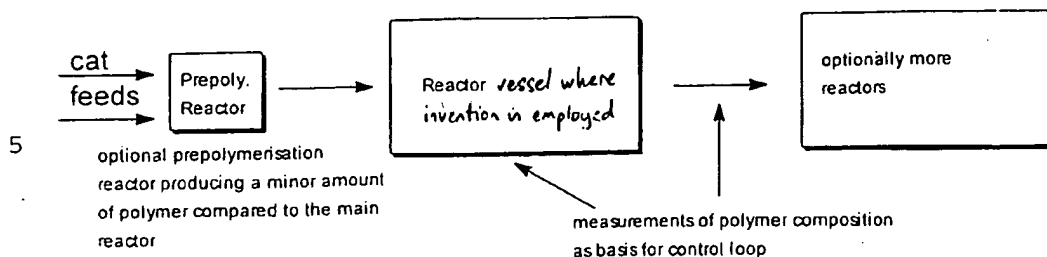 cat
feeds
Prepoly.
Reactor
Reactor vessel where
invention is employed
optionally more
reactors
5
optional prepolymerisation
reactor producing a minor amount
of polymer compared to the main
reactor
measurements of polymer composition
as basis for control loop